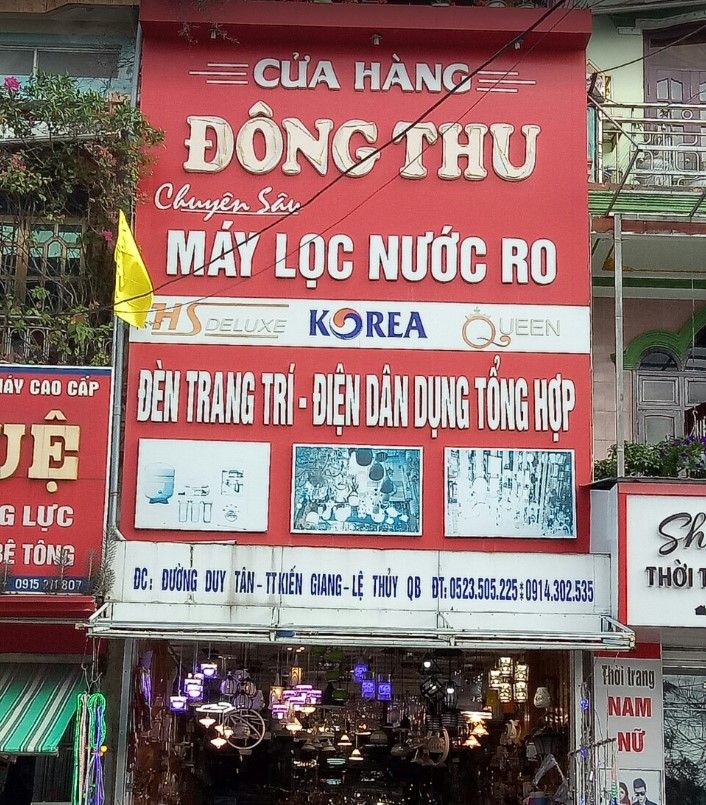 CỬA HÀNG
ĐÔNG THU
Chuyên Sâu
MÁY LỌC NƯỚC RO
HS DELUXE KOREA QUEEN
ĐÈN TRANG TRÍ - ĐIỆN DÂN DỤNG TỔNG HỢP
ĐC: ĐƯỜNG DUY TÂN - TT KIẾN GIANG - LỆ THỦY QB ĐT: 0523.505.225 * 0914.302.535
MÁY CAO CẤP
UỆ
NG LỰC
BÊ TÔNG
0915 807
Sh
THỜI T
Thời trang
NAM
NỮ